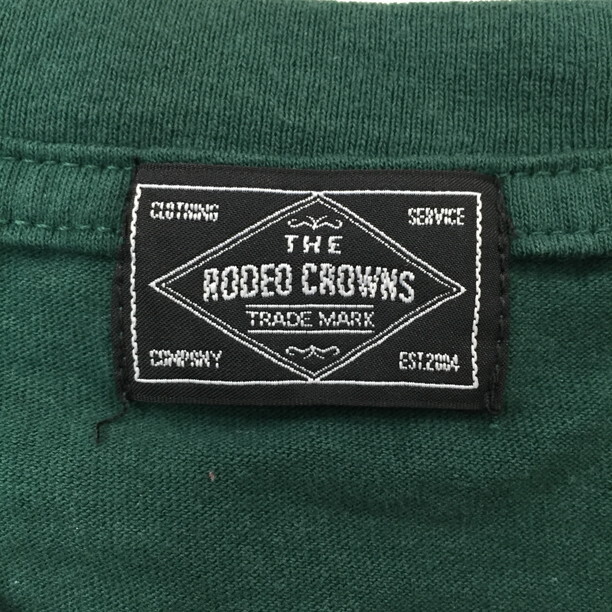 CLOTHING SERVICE
THE
RODEO CROWNS
TRADE MARK
COMPANY EST.2004